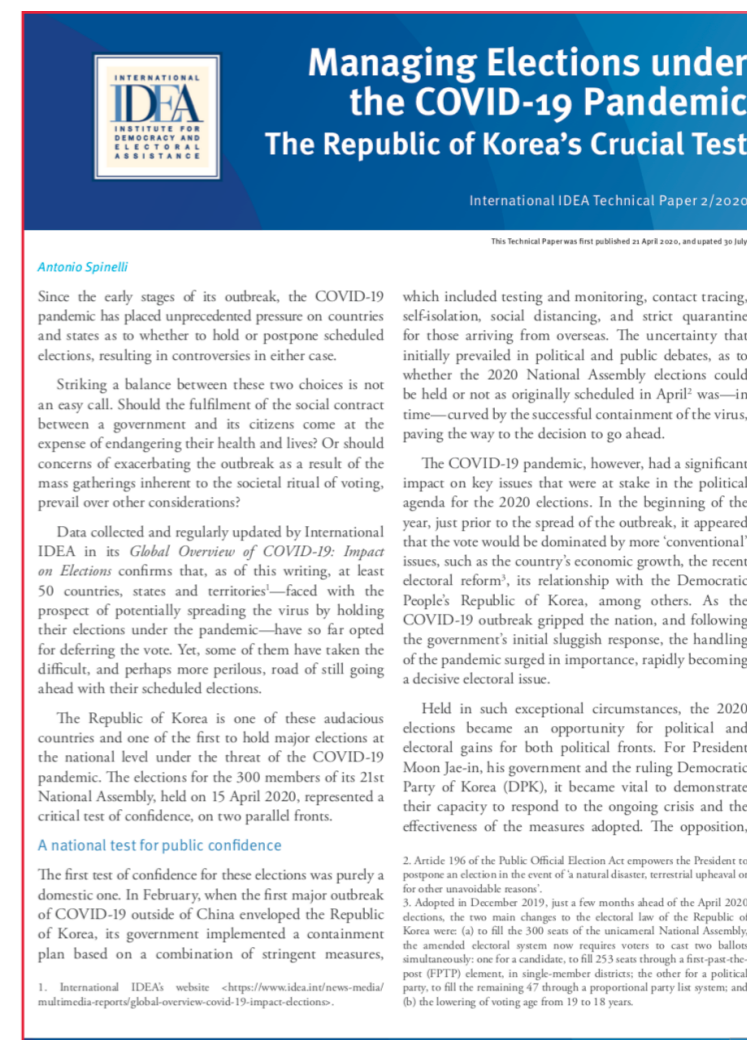 INTERNATIONAL
IDEA
INSTITUTE FOR
DEMOCRACY AND
ELECTORAL
ASSISTANCE
Managing Elections under
the COVID-19 Pandemic
The Republic of Korea's Crucial Test
International IDEA Technical Paper 2/2020
This Technical Paper was first published 21 April 2020, and upated 30 July
Antonio Spinelli
Since the early stages of its outbreak, the COVID-19
pandemic has placed unprecedented pressure on countries
and states as to whether to hold or postpone scheduled
elections, resulting in controversies in either case.
Striking a balance between these two choices is not
an easy call. Should the fulfilment of the social contract
between a government and its citizens come at the
expense of endangering their health and lives? Or should
concerns of exacerbating the outbreak as a result of the
mass gatherings inherent to the societal ritual of voting,
prevail over other considerations?
Data collected and regularly updated by International
IDEA in its Global Overview of COVID-19: Impact
on Elections confirms that, as of this writing, at least
50 countries, states and territories¹—faced with the
prospect of potentially spreading the virus by holding
their elections under the pandemic—have so far opted
for deferring the vote. Yet, some of them have taken the
difficult, and perhaps more perilous, road of still going
ahead with their scheduled elections.
The Republic of Korea is one of these audacious
countries and one of the first to hold major elections at
the national level under the threat of the COVID-19
pandemic. The elections for the 300 members of its 21st
National Assembly, held on 15 April 2020, represented a
critical test of confidence, on two parallel fronts.
A national test for public confidence
The first test of confidence for these elections was purely a
domestic one. In February, when the first major outbreak
of COVID-19 outside of China enveloped the Republic
of Korea, its government implemented a containment
plan based on a combination of stringent measures,
1. International IDEA's website <https://www.idea.int/news-media/
multimedia-reports/global-overview-covid-19-impact-elections>.
which included testing and monitoring, contact tracing,
self-isolation, social distancing, and strict quarantine
for those arriving from overseas. The uncertainty that
initially prevailed in political and public debates, as to
whether the 2020 National Assembly elections could
be held or not as originally scheduled in April² was—in
time—curved by the successful containment of the virus,
paving the way to the decision to go ahead.
The COVID-19 pandemic, however, had a significant
impact on key issues that were at stake in the political
agenda for the 2020 elections. In the beginning of the
year, just prior to the spread of the outbreak, it appeared
that the vote would be dominated by more 'conventional'
issues, such as the country's economic growth, the recent
electoral reform³, its relationship with the Democratic
People's Republic of Korea, among others. As the
COVID-19 outbreak gripped the nation, and following
the government's initial sluggish response, the handling
of the pandemic surged in importance, rapidly becoming
a decisive electoral issue.
Held in such exceptional circumstances, the 2020
elections became an opportunity for political and
electoral gains for both political fronts. For President
Moon Jae-in, his government and the ruling Democratic
Party of Korea (DPK), it became vital to demonstrate
their capacity to respond to the ongoing crisis and the
effectiveness of the measures adopted. The opposition,
2. Article 196 of the Public Official Election Act empowers the President to
postpone an election in the event of 'a natural disaster, terrestrial upheaval or
for other unavoidable reasons'.
3. Adopted in December 2019, just a few months ahead of the April 2020
elections, the two main changes to the electoral law of the Republic of
Korea were: (a) to fill the 300 seats of the unicameral National Assembly,
the amended electoral system now requires voters to cast two ballots
simultaneously: one for a candidate, to fill 253 seats through a first-past-the-
post (FPTP) element, in single-member districts; the other for a political
party, to fill the remaining 47 through a proportional party list system; and
(b) the lowering of voting age from 19 to 18 years.